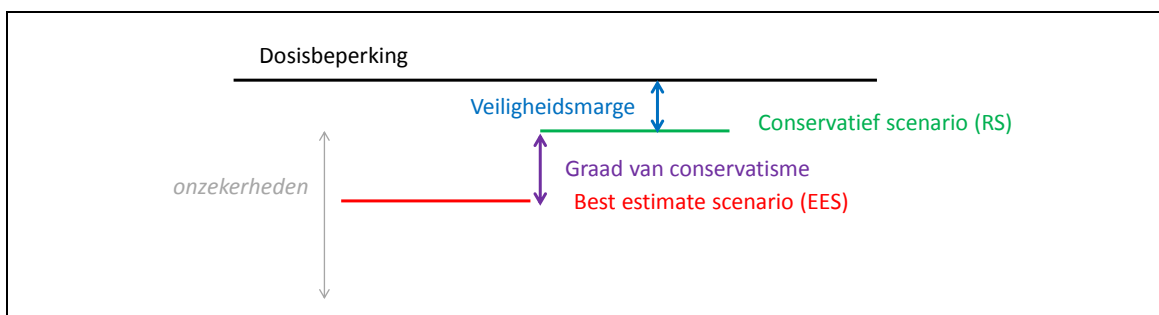 Dosisbeperking
Veiligheidsmarge
Conservatief scenario (RS)
Graad van conservatisme
onzekerheden
Best estimate scenario (EES)